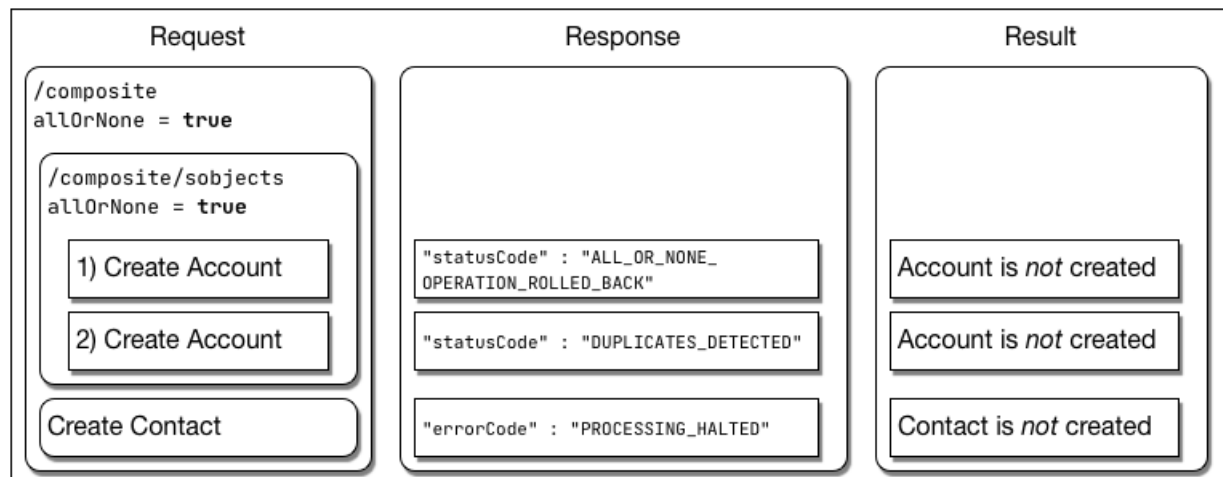 Request
/composite
allOrNone = true
/composite/sobjects
allOrNone = true
1) Create Account
2) Create Account
Create Contact
Response
"statusCode" : "ALL_OR_NONE_
OPERATION_ROLLED_BACK"
"statusCode" : "DUPLICATES_DETECTED"
"errorCode" : "PROCESSING_HALTED"
Result
Account is not created
Account is not created
Contact is not created